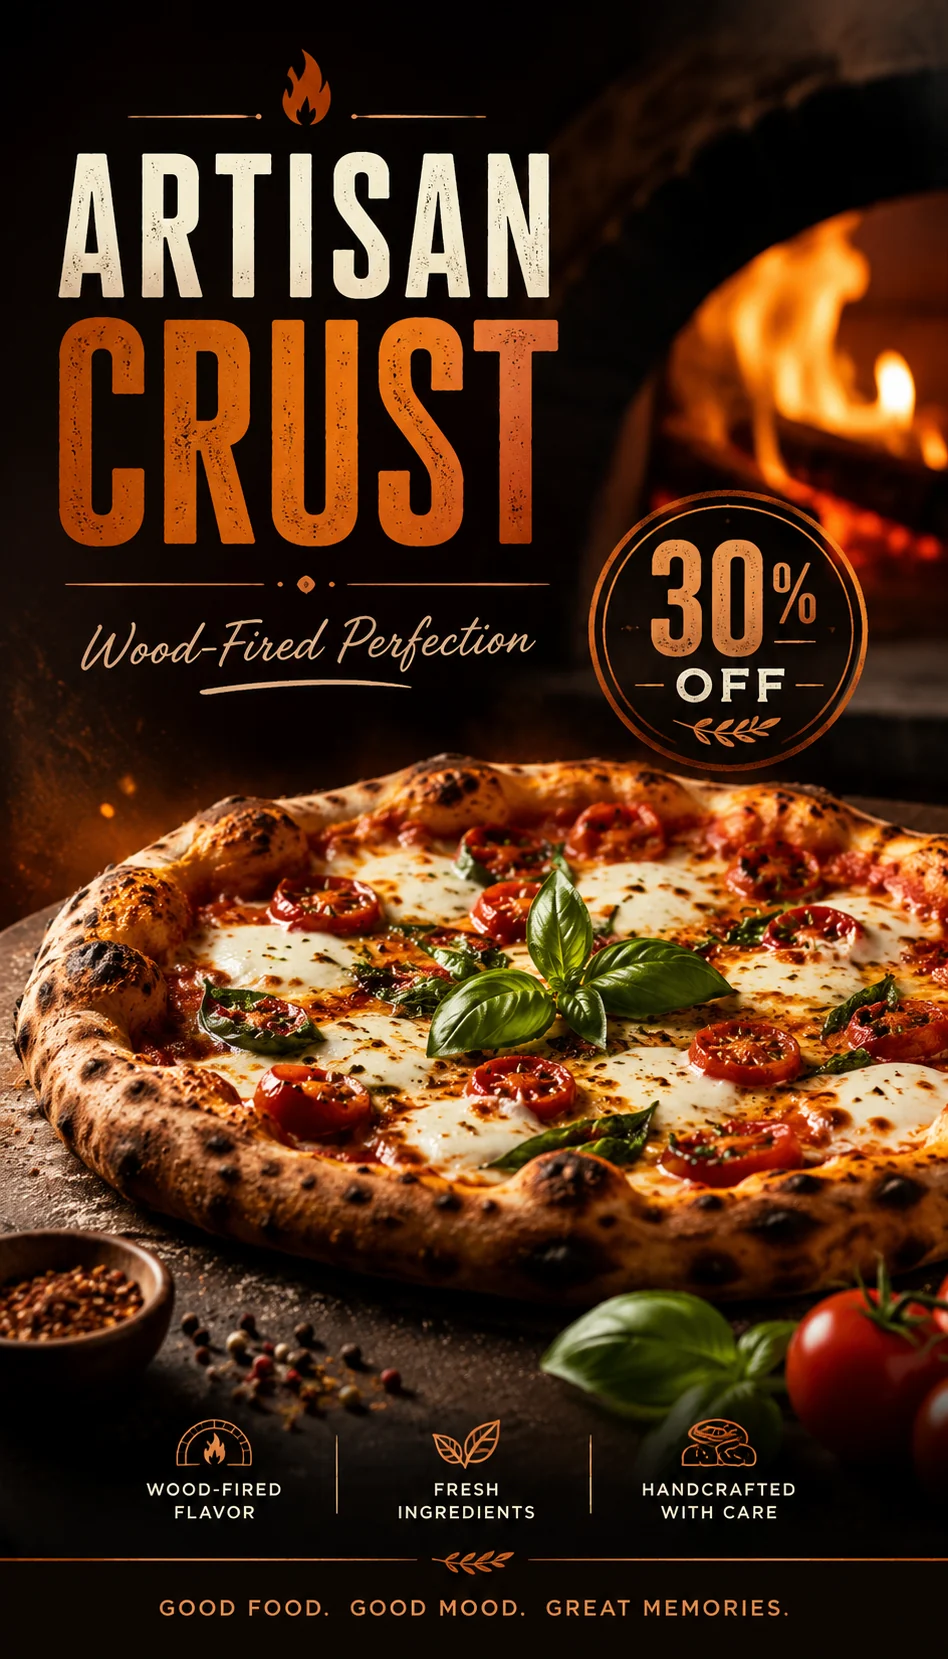 ARTISAN
CRUST
Wood-Fired Perfection
30%
OFF
WOOD-FIRED
FLAVOR
FRESH
INGREDIENTS
HANDCRAFTED
WITH CARE
GOOD FOOD. GOOD MOOD. GREAT MEMORIES.